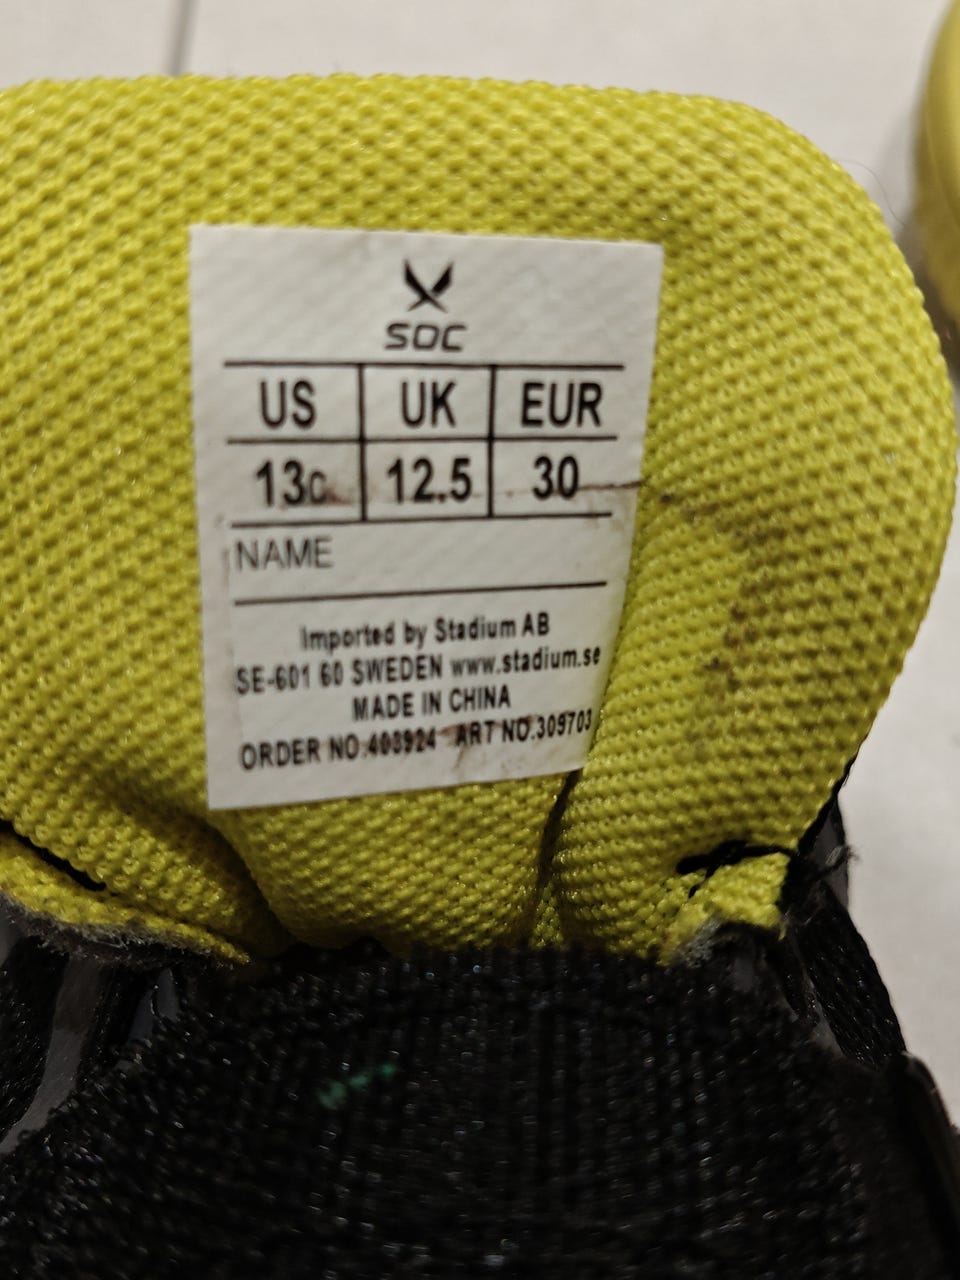 SOC
US UK EUR
13c 12.5 30
NAME
Imported by Stadium AB
SE-601 60 SWEDEN www.stadium.se
MADE IN CHINA
ORDER NO.403924 ART NO.309703